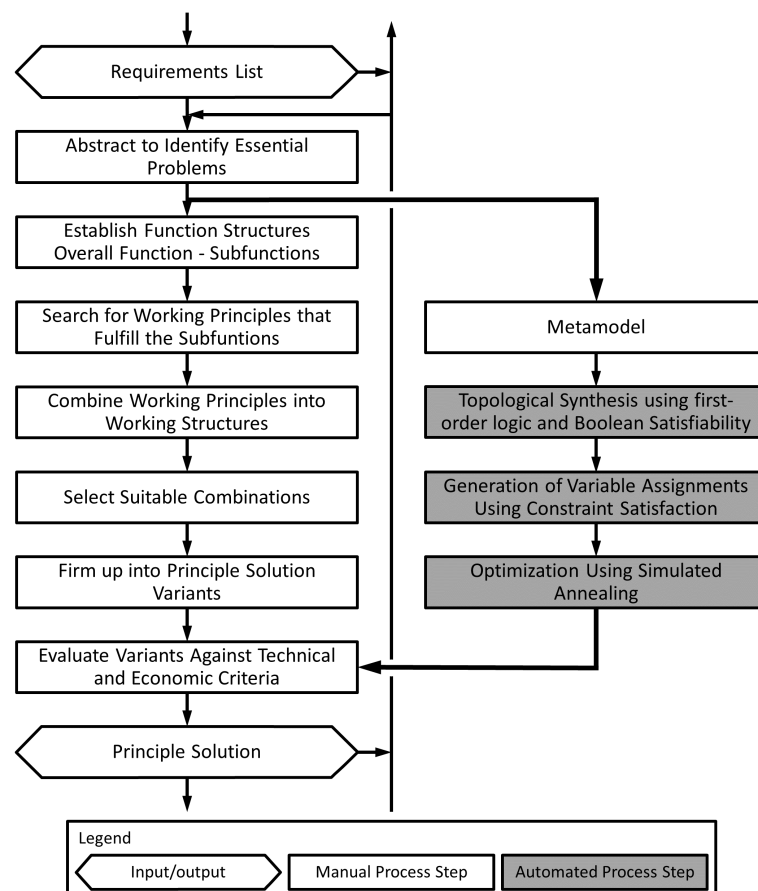 Requirements List
Abstract to Identify Essential
Problems
Establish Function Structures
Overall Function - Subfunctions
Search for Working Principles that
Fulfill the Subfuntions
Combine Working Principles into
Working Structures
Select Suitable Combinations
Firm up into Principle Solution
Variants
Evaluate Variants Against Technical
and Economic Criteria
Principle Solution
Metamodel
Topological Synthesis using first-
order logic and Boolean Satisfiability
Generation of Variable Assignments
Using Constraint Satisfaction
Optimization Using Simulated
Annealing
Legend
Input/output
Manual Process Step
Automated Process Step